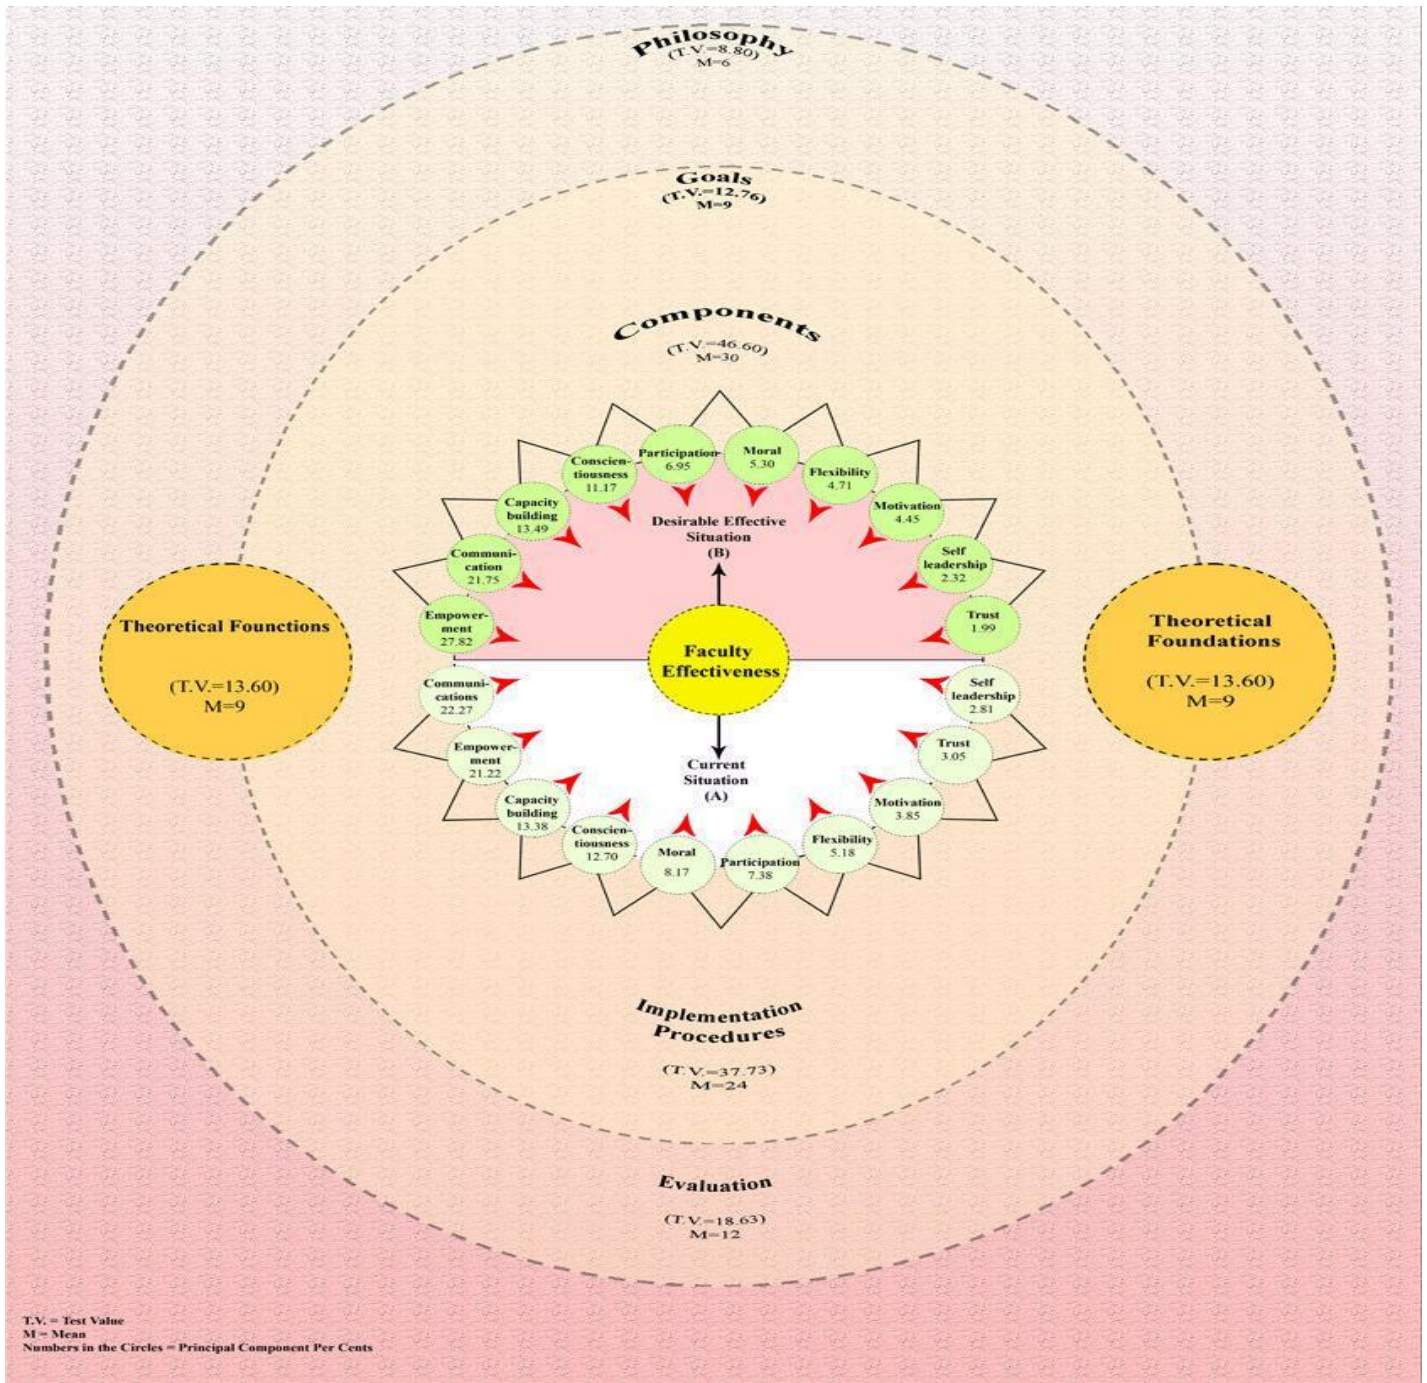 Philosophy
(T.V.=8.80)
M=6
Goals
(T.V.=12.76)
M=9
Components
(T.V.=46.60)
M=30
Participation
6.95
Moral
5.30
Conscien-
tiousness
11.17
Flexibility
4.71
Capacity
building
13.49
Motivation
4.45
Communi-
cation
21.75
Self
leadership
2.32
Empower-
ment
27.82
Trust
1.99
Desirable Effective
Situation
(B)
Theoretical Founctions
(T.V.=13.60)
M=9
Faculty
Effectiveness
Theoretical
Foundations
(T.V.=13.60)
M=9
Communi-
cations
22.27
Self
leadership
2.81
Empower-
ment
21.22
Trust
3.05
Current
Situation
(A)
Capacity
building
13.38
Motivation
3.85
Conscien-
tiousness
12.70
Flexibility
5.18
Moral
8.17
Participation
7.38
Implementation
Procedures
(T.V.=37.73)
M=24
Evaluation
(T.V.=18.63)
M=12
T.V. = Test Value
M = Mean
Numbers in the Circles = Principal Component Per Cents